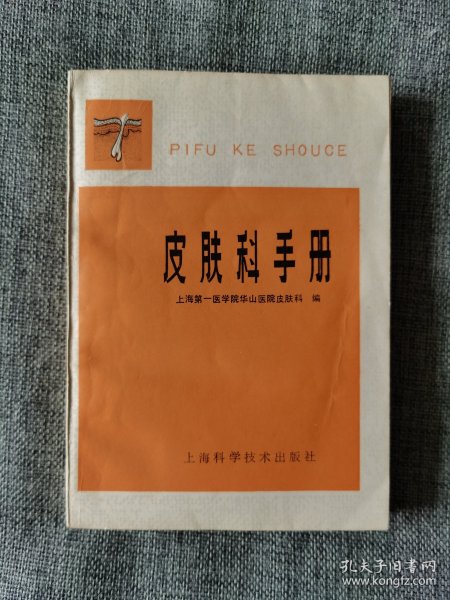 PIFU KE SHOUCE
皮肤科手册
上海第一医学院华山医院皮肤科 编
上海科学技术出版社
孔夫子旧书网
www.kongfz.com